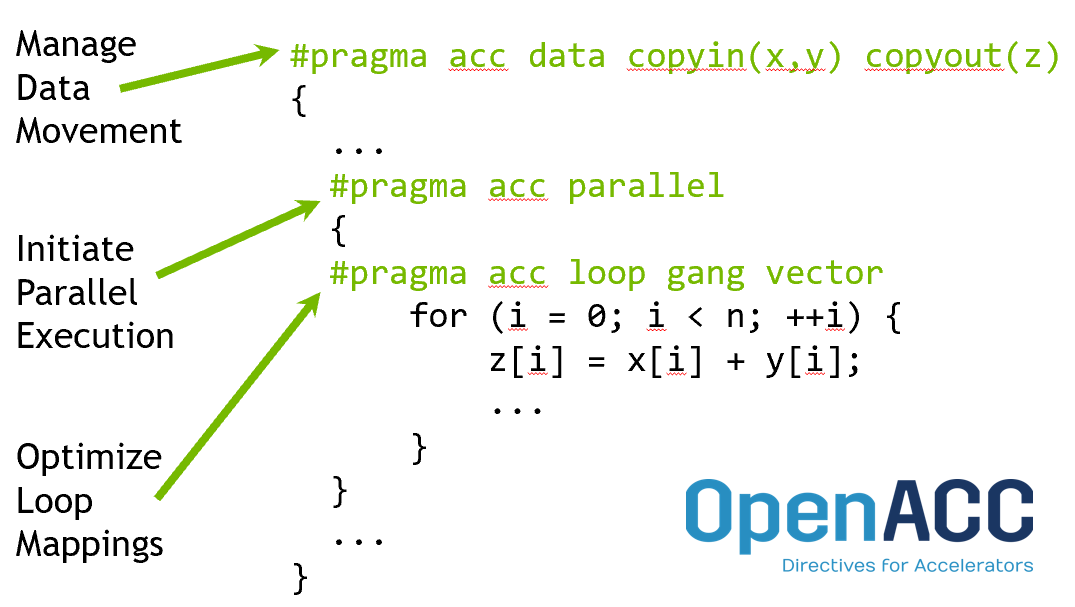 Manage
Data
Movement
#pragma acc data copyin(x,y) copyout(z)
{
...
Initiate
Parallel
Execution
#pragma acc parallel
{
Optimize
Loop
Mappings
#pragma acc loop gang vector
for (i = 0; i < n; ++i) {
z[i] = x[i] + y[i];
...
}
}
...
}
OpenACC
Directives for Accelerators